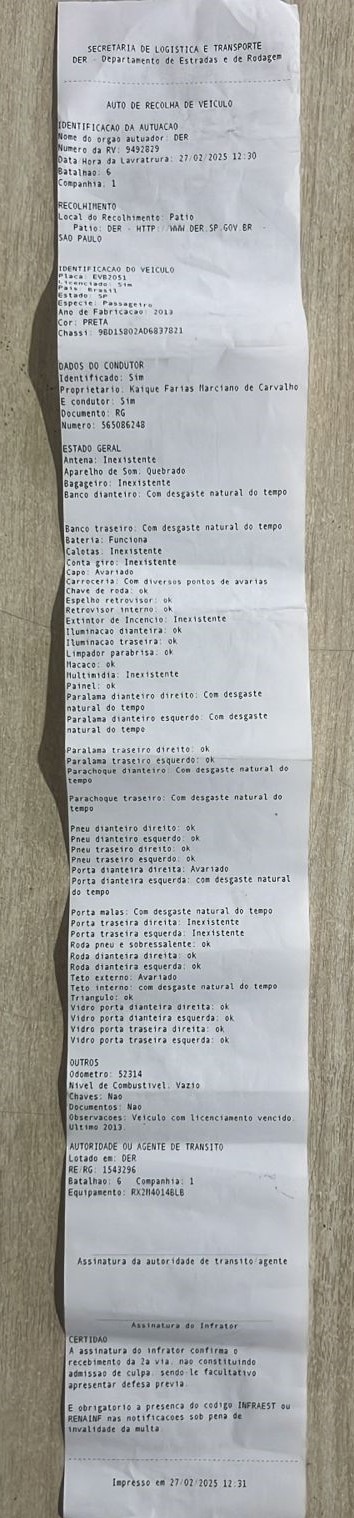 SECRETARIA DE LOGISTICA E TRANSPORTE
DER - Departamento de Estradas e de Rodagem
AUTO DE RECOLHA DE VEICULO
IDENTIFICACAO DA AUTUACAO
Nome do orgao autuador: DER
Numero da RV: 9492829
Data/Hora da Lavratrura: 27/02/2025 12:30
Batalhao: 6
Companhia: 1
RECOLHIMENTO
Local do Recolhimento: Patio
Patio: DER - HTTP://WWW.DER.SP.GOV.BR -
SAO PAULO
IDENTIFICACAO DO VEICULO
Placa: EVB2051
Licenciado: Sim
Pais: Brasil
Estado: SP
Especie: Passageiro
Ano de Fabricacao: 2013
Cor: PRETA
Chassi: 9BD15802AD6837821
DADOS DO CONDUTOR
Identificado: Sim
Proprietario: Kaique Farias Marciano de Carvalho
E condutor: Sim
Documento: RG
Numero: 565086248
ESTADO GERAL
Antena: Inexistente
Aparelho de Som: Quebrado
Bagageiro: Inexistente
Banco dianteiro: Com desgaste natural do tempo
Banco traseiro: Com desgaste natural do tempo
Bateria: Funciona
Calotas: Inexistente
Conta giro: Inexistente
Capo: Avariado
Carroceria: Com diversos pontos de avarias
Chave de roda: ok
Espelho retrovisor: ok
Retrovisor interno: ok
Extintor de Incencio: Inexistente
Iluminacao dianteira: ok
Iluminacao traseira: ok
Limpador parabrisa: ok
Macaco: ok
Multimidia: Inexistente
Painel: ok
Paralama dianteiro direito: Com desgaste
natural do tempo
Paralama dianteiro esquerdo: Com desgaste
natural do tempo
Paralama traseiro direito: ok
Paralama traseiro esquerdo: ok
Parachoque dianteiro: Com desgaste natural do
tempo
Parachoque traseiro: Com desgaste natural do
tempo
Pneu dianteiro direito: ok
Pneu dianteiro esquerdo: ok
Pneu traseiro direito: ok
Pneu traseiro esquerdo: ok
Porta dianteira direita: Avariado
Porta dianteira esquerda: com desgaste natural
do tempo
Porta malas: Com desgaste natural do tempo
Porta traseira direita: Inexistente
Porta traseira esquerda: Inexistente
Roda pneu e sobressalente: ok
Roda dianteira direita: ok
Roda dianteira esquerda: ok
Teto externo: Avariado
Teto interno: com desgaste natural do tempo
Triangulo: ok
Vidro porta dianteira direita: ok
Vidro porta dianteira esquerda: ok
Vidro porta traseira direita: ok
Vidro porta traseira esquerda: ok
OUTROS
Odometro: 52314
Nivel de Combustivel: Vazio
Chaves: Nao
Documentos: Nao
Observacoes: Veiculo com licenciamento vencido.
Ultimo 2013.
AUTORIDADE OU AGENTE DE TRANSITO
Lotado em: DER
RE/RG: 1543296
Batalhao: 6 Companhia: 1
Equipamento: RX2M4014BLB
Assinatura da autoridade de transito/agente
Assinatura do Infrator
CERTIDAO
A assinatura do infrator confirma o
recebimento da 2a via, nao constituindo
admissao de culpa, sendo-le facultativo
apresentar defesa previa.
E obrigatorio a presenca do codigo INFRAEST ou
RENAINF nas notificacoes sob pena de
invalidade da multa
Impresso em 27/02/2025 12:31